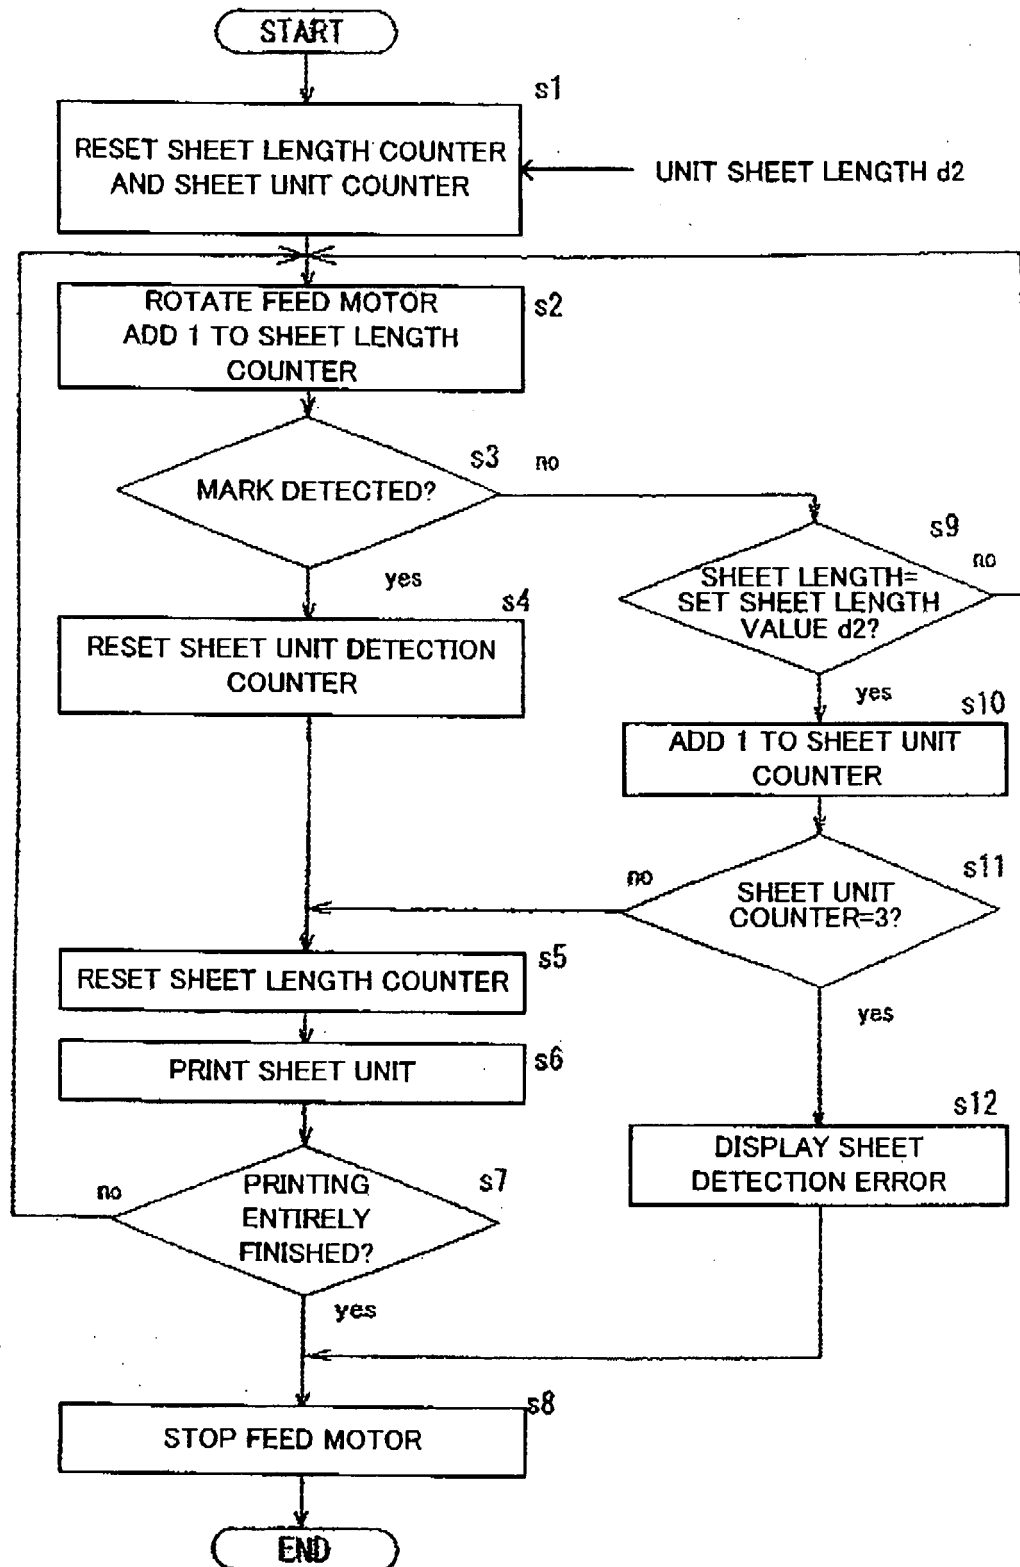 START
s1
RESET SHEET LENGTH COUNTER
AND SHEET UNIT COUNTER
UNIT SHEET LENGTH d2
s2
ROTATE FEED MOTOR
ADD 1 TO SHEET LENGTH
COUNTER
s3
no
MARK DETECTED?
yes
s9
no
SHEET LENGTH=
SET SHEET LENGTH
VALUE d2?
yes
s4
RESET SHEET UNIT DETECTION
COUNTER
s10
ADD 1 TO SHEET UNIT
COUNTER
s11
no
SHEET UNIT
COUNTER=3?
yes
s5
RESET SHEET LENGTH COUNTER
s6
PRINT SHEET UNIT
s12
DISPLAY SHEET
DETECTION ERROR
s7
no
PRINTING
ENTIRELY
FINISHED?
yes
s8
STOP FEED MOTOR
END